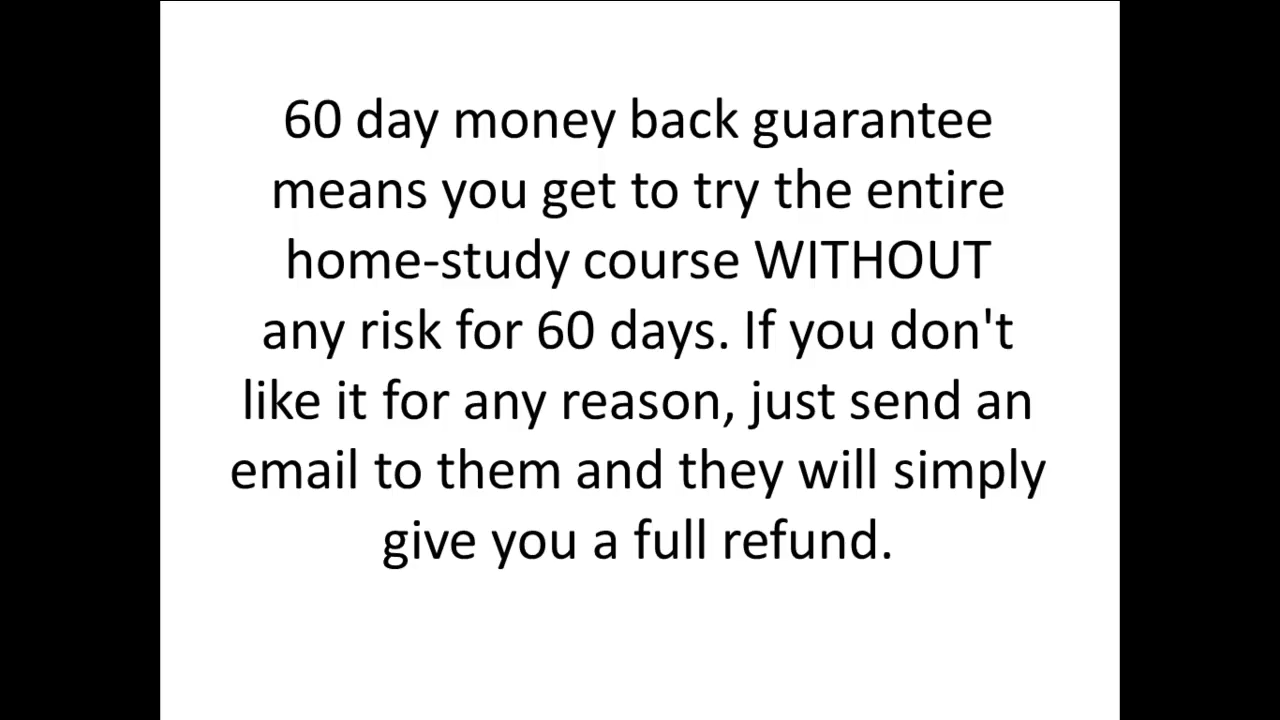 60 day money back guarantee
means you get to try the entire
home-study course WITHOUT
any risk for 60 days. If you don't
like it for any reason, just send an
email to them and they will simply
give you a full refund.